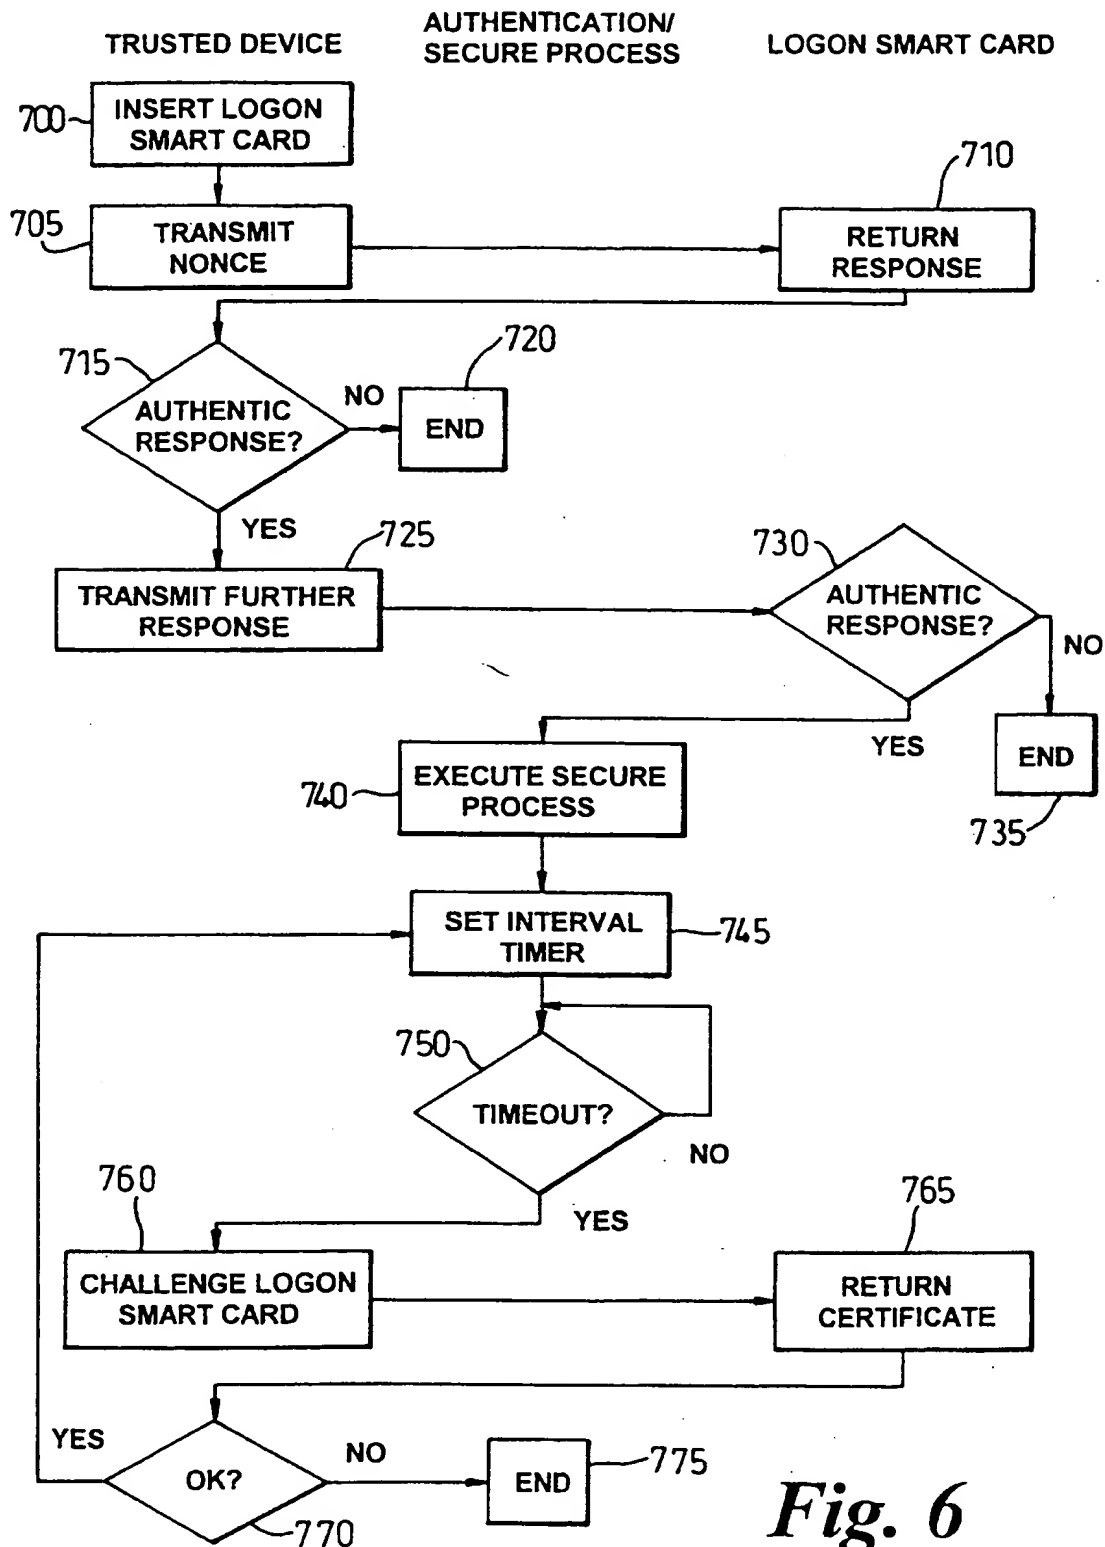 TRUSTED DEVICE
AUTHENTICATION/
SECURE PROCESS
LOGON SMART CARD
700
INSERT LOGON
SMART CARD
705
TRANSMIT
NONCE
710
RETURN
RESPONSE
715
AUTHENTIC
RESPONSE?
NO
720
END
YES
725
TRANSMIT FURTHER
RESPONSE
730
AUTHENTIC
RESPONSE?
NO
YES
END
735
740
EXECUTE SECURE
PROCESS
SET INTERVAL
TIMER
745
750
TIMEOUT?
NO
YES
760
CHALLENGE LOGON
SMART CARD
765
RETURN
CERTIFICATE
YES
OK?
NO
770
END
775
Fig. 6